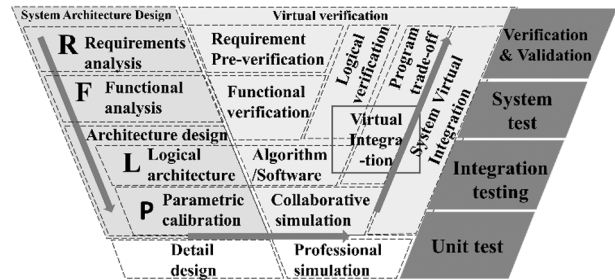 System Architecture Design
Virtual verification
R Requirements
analysis
F Functional
analysis
Architecture design
L Logical
architecture
P Parametric
calibration
Detail
design
Requirement
Pre-verification
Functional
verification
Algorithm
/Software
Collaborative
simulation
Professional
simulation
Logical
verification
Virtual
Integra
-tion
Program
trade-off
System Virtual
Integration
Verification
& Validation
System
test
Integration
testing
Unit test